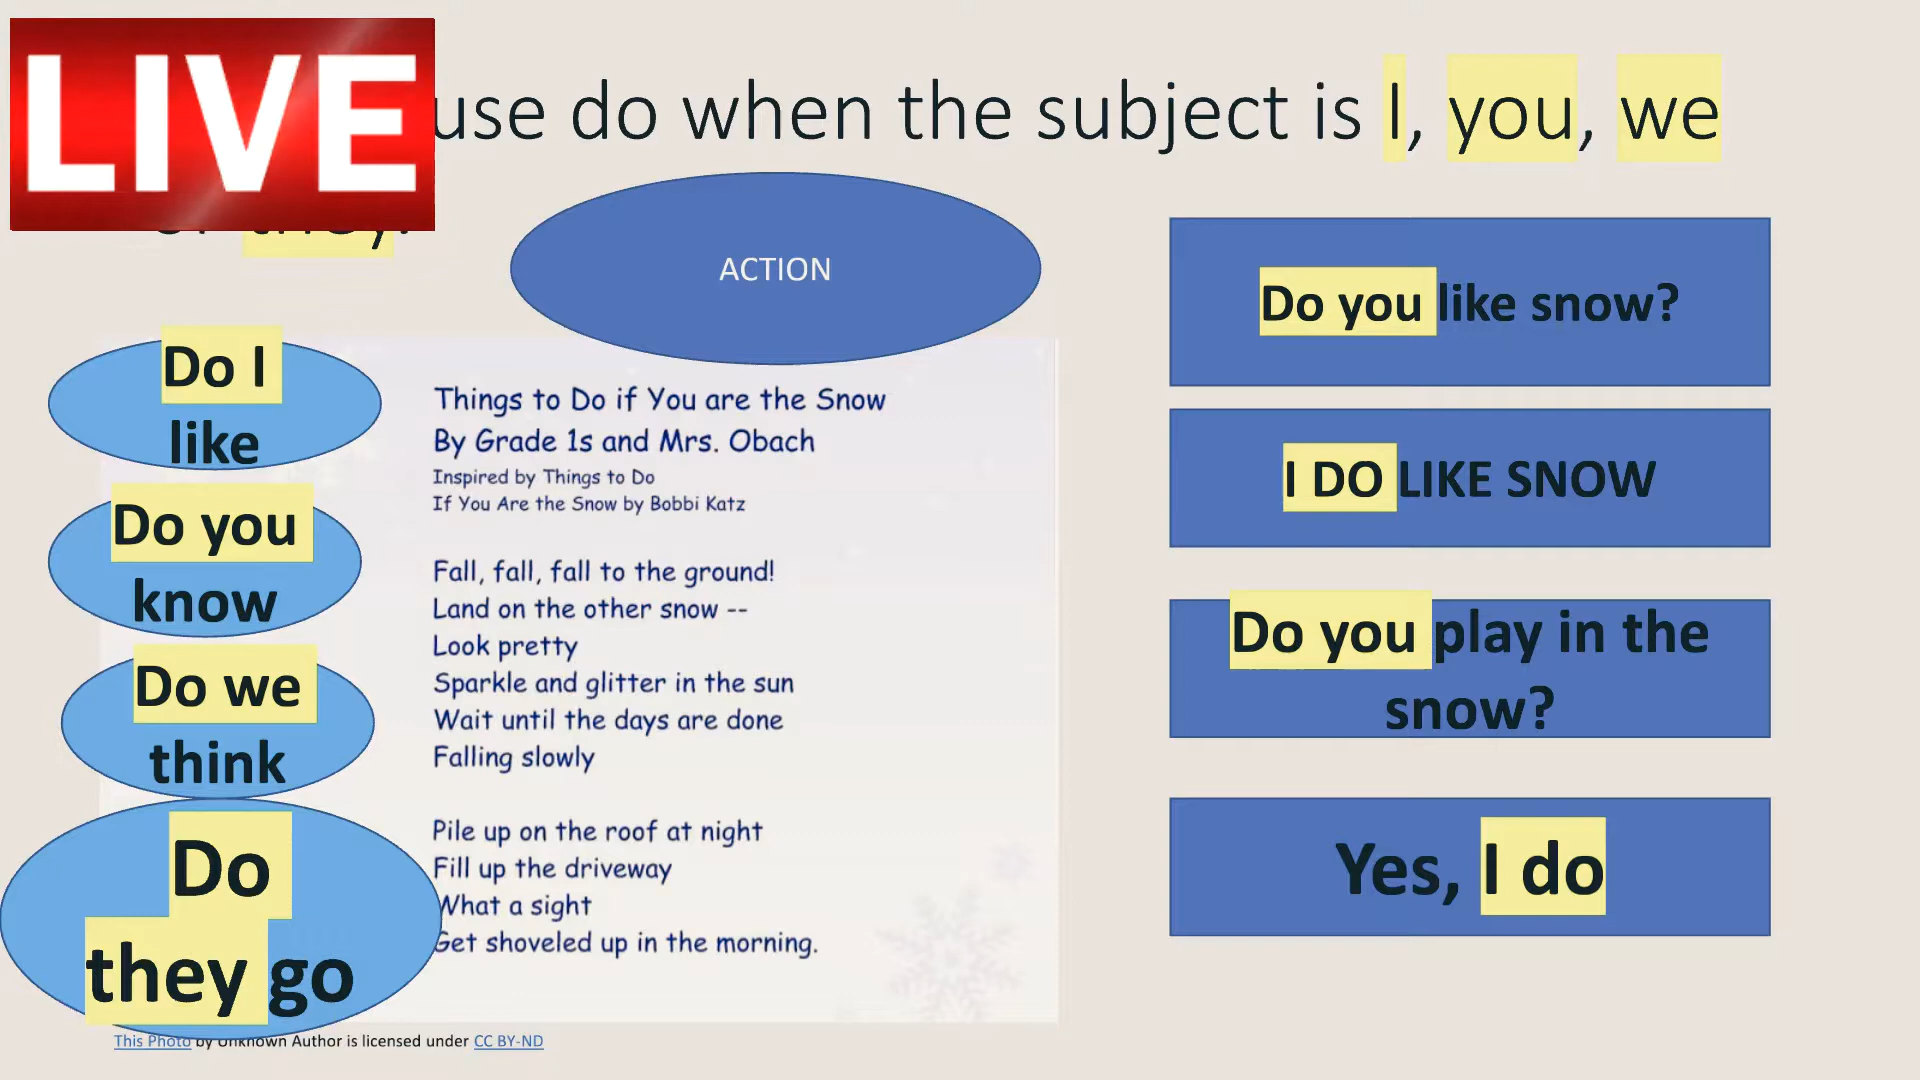 LIVE
use do when the subject is I, you, we
ACTION
Do I
like
Do you
know
Do we
think
Do
they go
Things to Do if You are the Snow
By Grade 1s and Mrs. Obach
Inspired by Things to Do
If You Are the Snow by Bobbi Katz
Fall, fall, fall to the ground!
Land on the other snow --
Look pretty
Sparkle and glitter in the sun
Wait until the days are done
Falling slowly
Pile up on the roof at night
Fill up the driveway
What a sight
Get shoveled up in the morning.
Do you like snow?
I DO LIKE SNOW
Do you play in the
snow?
Yes, I do
This Photo by Unknown Author is licensed under CC BY-ND